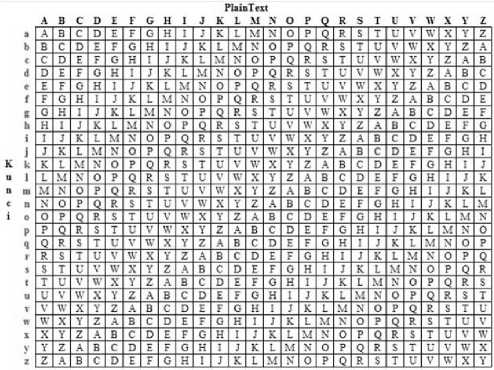 PlainText
A B C D E F G H I J K L M N O P Q R S T U V W X Y Z
a A B C D E F G H I J K L M N O P Q R S T U V W X Y Z
b B C D E F G H I J K L M N O P Q R S T U V W X Y Z A
c C D E F G H I J K L M N O P Q R S T U V W X Y Z A B
d D E F G H I J K L M N O P Q R S T U V W X Y Z A B C
e E F G H I J K L M N O P Q R S T U V W X Y Z A B C D
f F G H I J K L M N O P Q R S T U V W X Y Z A B C D E
g G H I J K L M N O P Q R S T U V W X Y Z A B C D E F
h H I J K L M N O P Q R S T U V W X Y Z A B C D E F G
i I J K L M N O P Q R S T U V W X Y Z A B C D E F G H
j J K L M N O P Q R S T U V W X Y Z A B C D E F G H I
K k K L M N O P Q R S T U V W X Y Z A B C D E F G H I J
u l L M N O P Q R S T U V W X Y Z A B C D E F G H I J K
n m M N O P Q R S T U V W X Y Z A B C D E F G H I J K L
c n N O P Q R S T U V W X Y Z A B C D E F G H I J K L M
i o O P Q R S T U V W X Y Z A B C D E F G H I J K L M N
p P Q R S T U V W X Y Z A B C D E F G H I J K L M N O
q Q R S T U V W X Y Z A B C D E F G H I J K L M N O P
r R S T U V W X Y Z A B C D E F G H I J K L M N O P Q
s S T U V W X Y Z A B C D E F G H I J K L M N O P Q R
t T U V W X Y Z A B C D E F G H I J K L M N O P Q R S
u U V W X Y Z A B C D E F G H I J K L M N O P Q R S T
v V W X Y Z A B C D E F G H I J K L M N O P Q R S T U
w W X Y Z A B C D E F G H I J K L M N O P Q R S T U V
x X Y Z A B C D E F G H I J K L M N O P Q R S T U V W
y Y Z A B C D E F G H I J K L M N O P Q R S T U V W X
z Z A B C D E F G H I J K L M N O P Q R S T U V W X Y